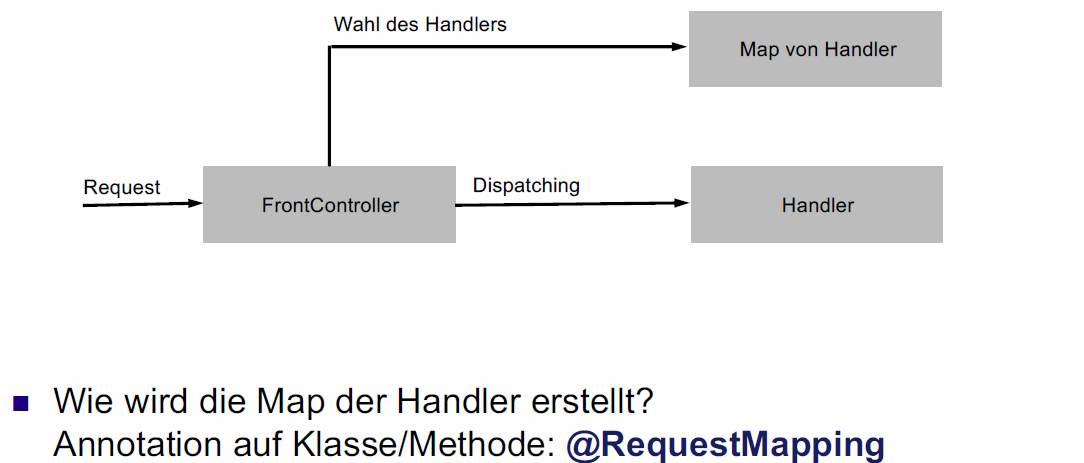 Wahl des Handlers
Map von Handler
Request
FrontController
Dispatching
Handler
Wie wird die Map der Handler erstellt?
Annotation auf Klasse/Methode: @RequestMapping